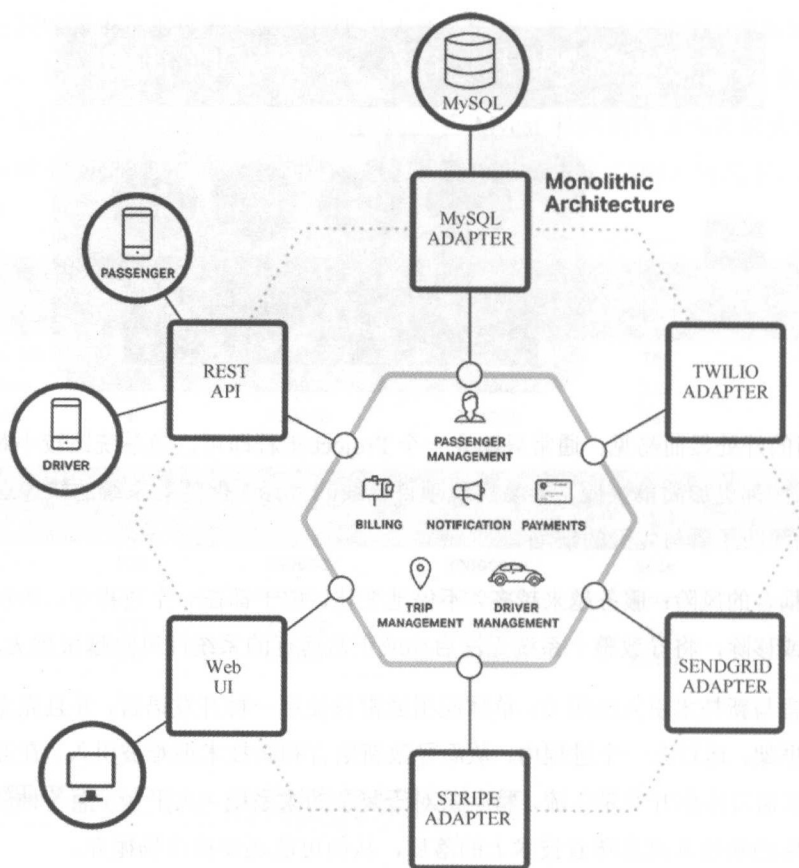 MySQL
Monolithic
Architecture
MySQL
ADAPTER
PASSENGER
REST
API
TWILIO
ADAPTER
DRIVER
PASSENGER
MANAGEMENT
BILLING
NOTIFICATION
PAYMENTS
TRIP
MANAGEMENT
DRIVER
MANAGEMENT
Web
UI
SENDGRID
ADAPTER
STRIPE
ADAPTER